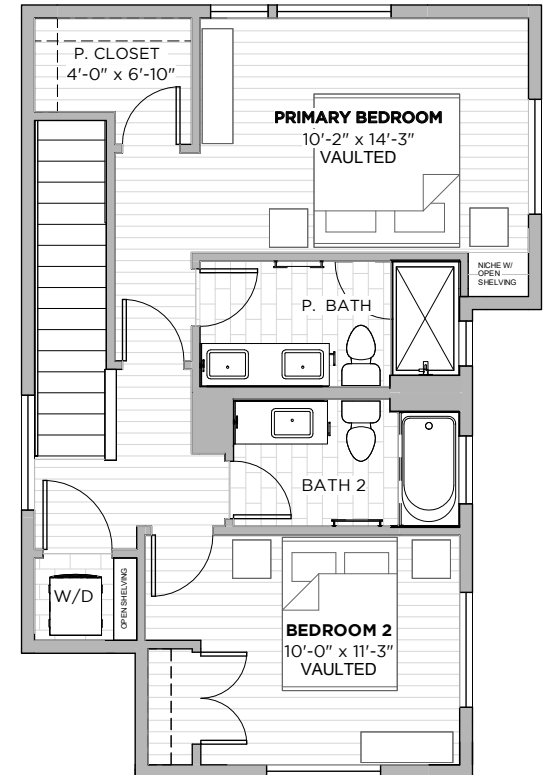 P. CLOSET
4'-0" x 6'-10"
PRIMARY BEDROOM
10'-2" x 14'-3"
VAULTED
NICHE W/
OPEN
SHELVING
P. BATH
BATH 2
W/D
OPEN SHELVING
BEDROOM 2
10'-0" x 11'-3"
VAULTED